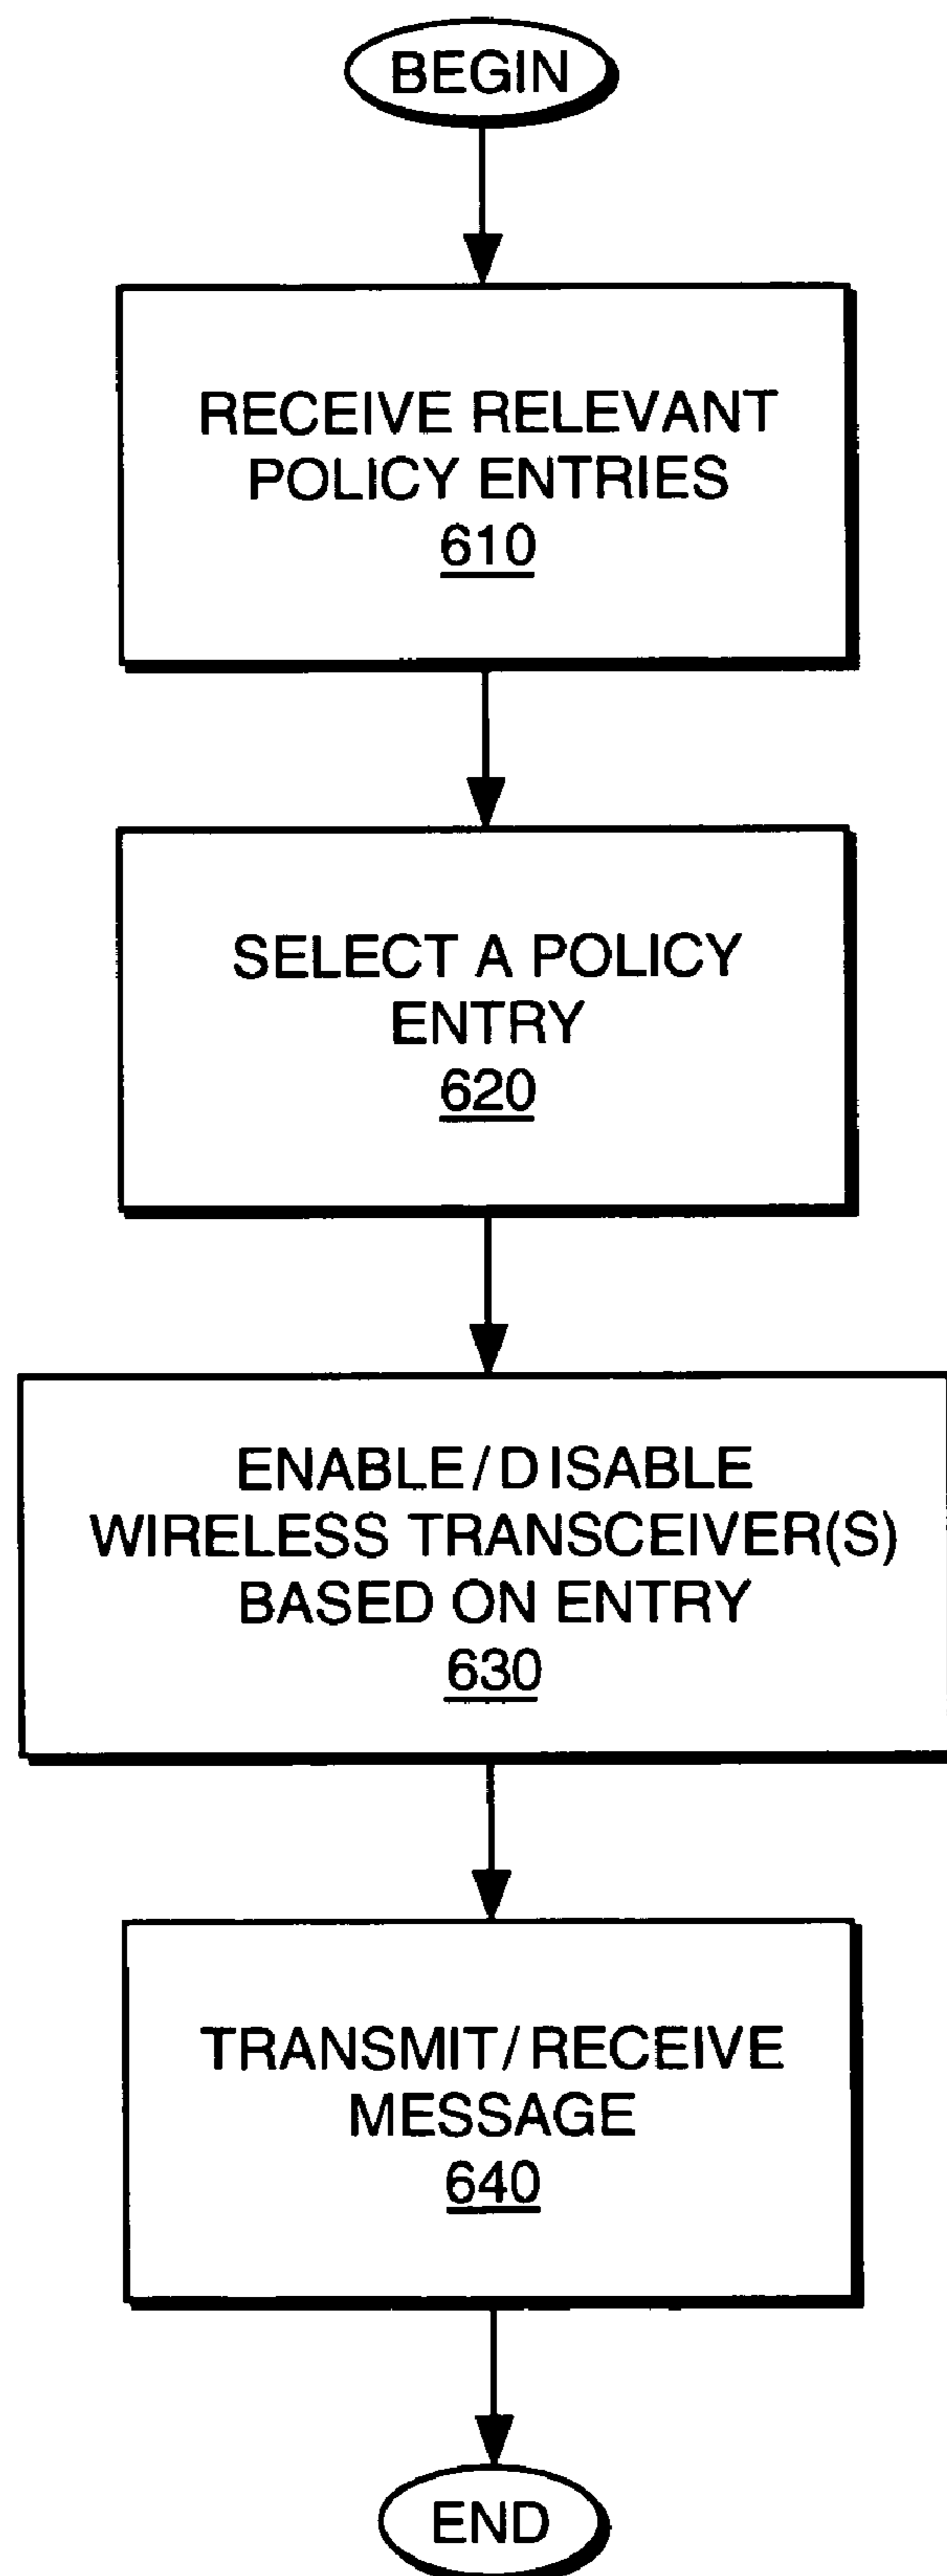 BEGIN
RECEIVE RELEVANT
POLICY ENTRIES
610
SELECT A POLICY
ENTRY
620
ENABLE/DISABLE
WIRELESS TRANSCEIVER(S)
BASED ON ENTRY
630
TRANSMIT/RECEIVE
MESSAGE
640
END